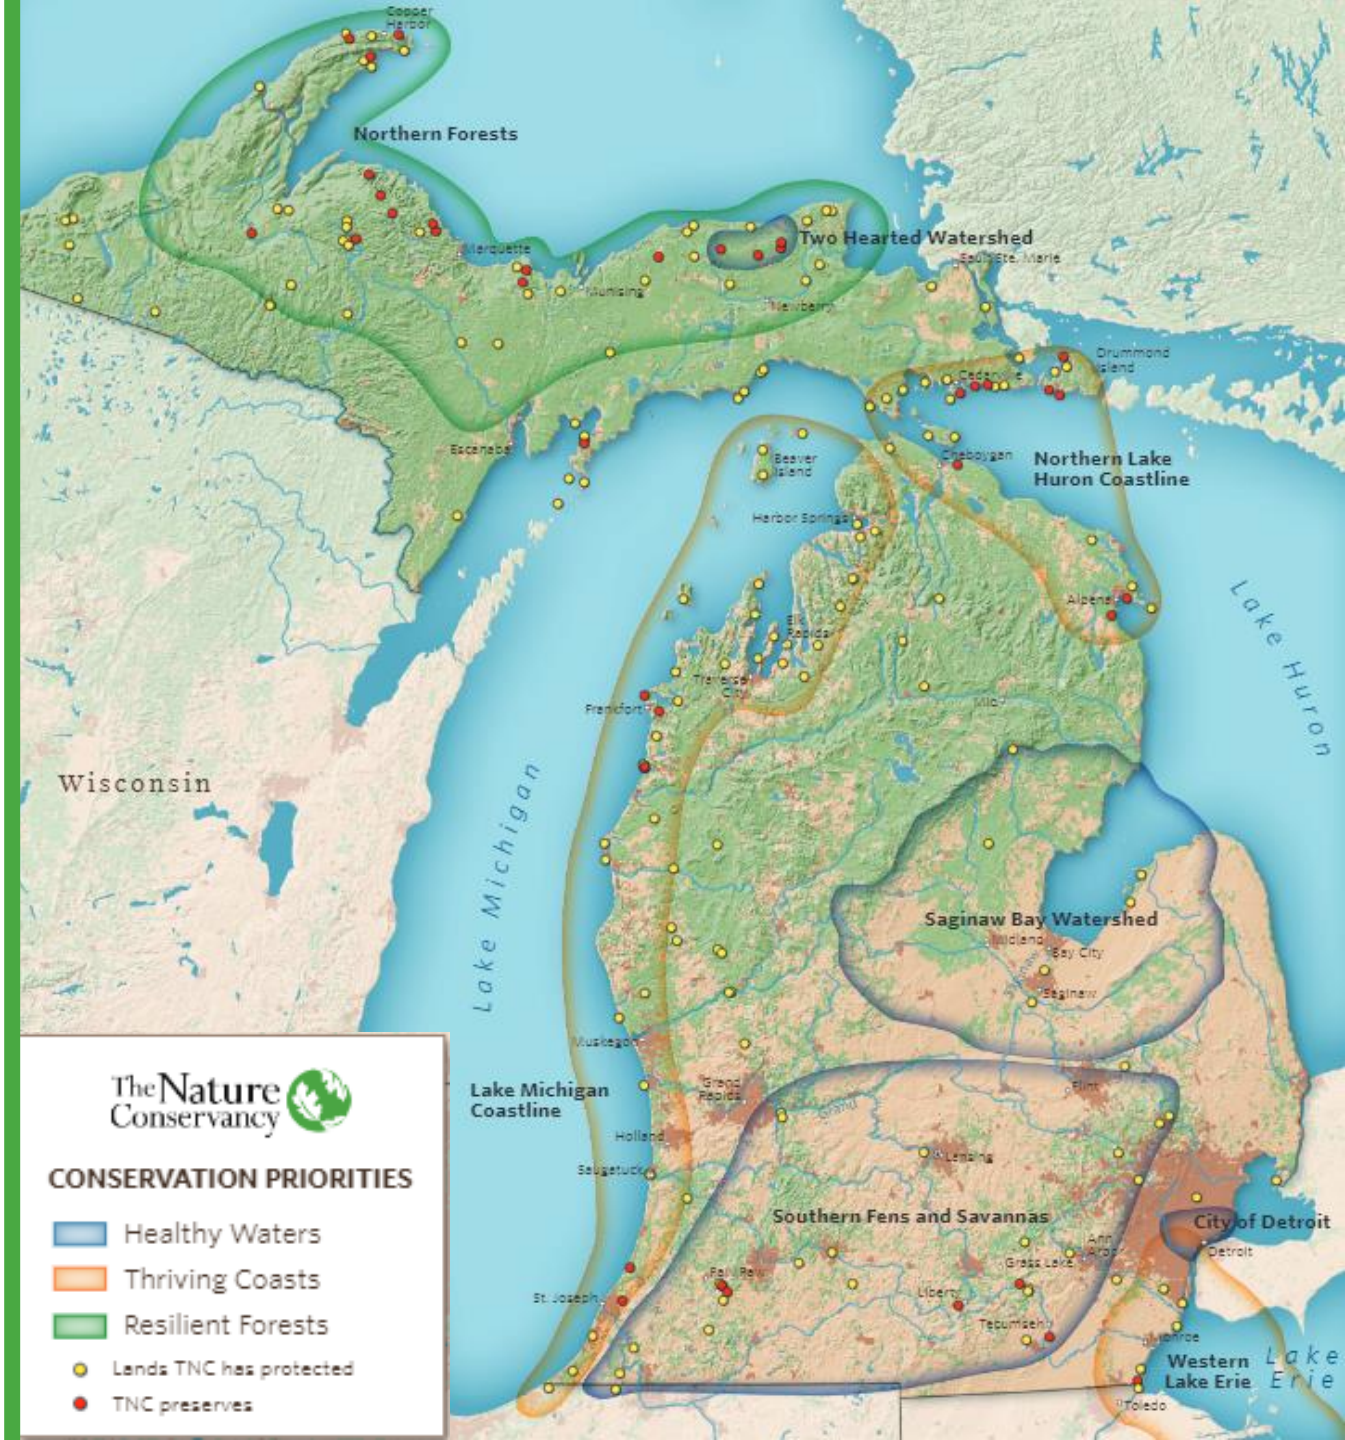 Copper
Harbor
Northern Forests
Two Hearted Watershed
Sault Ste. Marie
Marquette
Munising
Newberry
Drummond
Island
Cedarville
Escanaba
Beaver
Island
Cheboygan
Northern Lake
Huron Coastline
Harbor Springs
Alpena
Lake Huron
Elk
Rapids
Traverse
City
Frankfort
Mio
Wisconsin
Lake Michigan
Saginaw Bay Watershed
Midland
Bay City
Saginaw
Saginaw
Muskegon
Lake Michigan
Coastline
Grand
Rapids
Grand
Flint
Holland
Lansing
Saugatuck
Southern Fens and Savannas
City of Detroit
Detroit
Ann
Arbor
Grass Lake
Paw Paw
St. Joseph
Liberty
Tecumseh
Monroe
Western
Lake Erie
Lake
Erie
Toledo
The Nature
Conservancy
CONSERVATION PRIORITIES
Healthy Waters
Thriving Coasts
Resilient Forests
Lands TNC has protected
TNC preserves